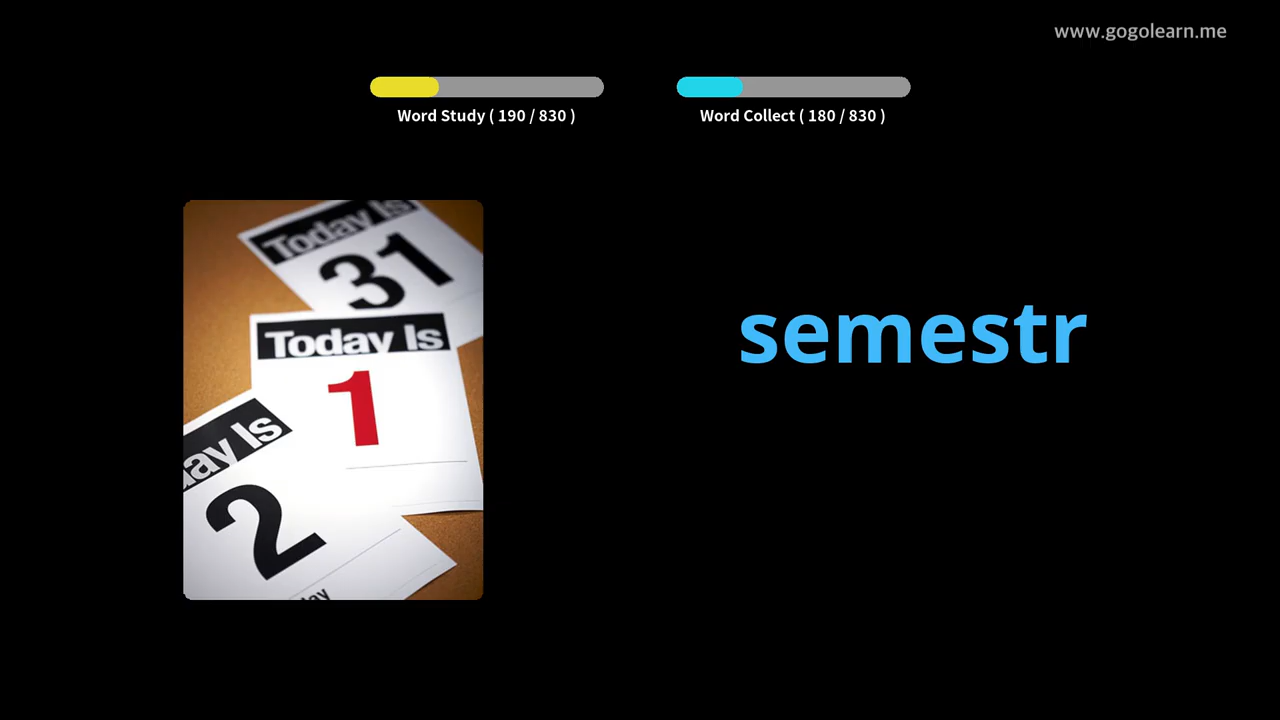 www.gogolearn.me
Word Study ( 190 / 830 )
Word Collect ( 180 / 830 )
Today Is
31
Today Is
1
ay Is
2
semestr